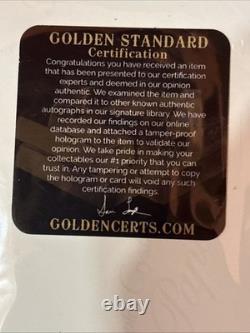 GOLDEN STANDARD
Certification
Congratulations you have received an item
that has been presented to our certification
experts and deemed in our opinion
authentic. We examined the item and
compared it to other known authentic
autographs in our signature library. We
have recorded our findings on our online
database and attached a tamper-proof
hologram to the item to validate our
opinion. We take pride in making your
collectables our #1 priority that you can
trust in. Any tampering or attempt to copy
the hologram or card will void any such
certification findings.
GOLDENCERTS.COM
ebay